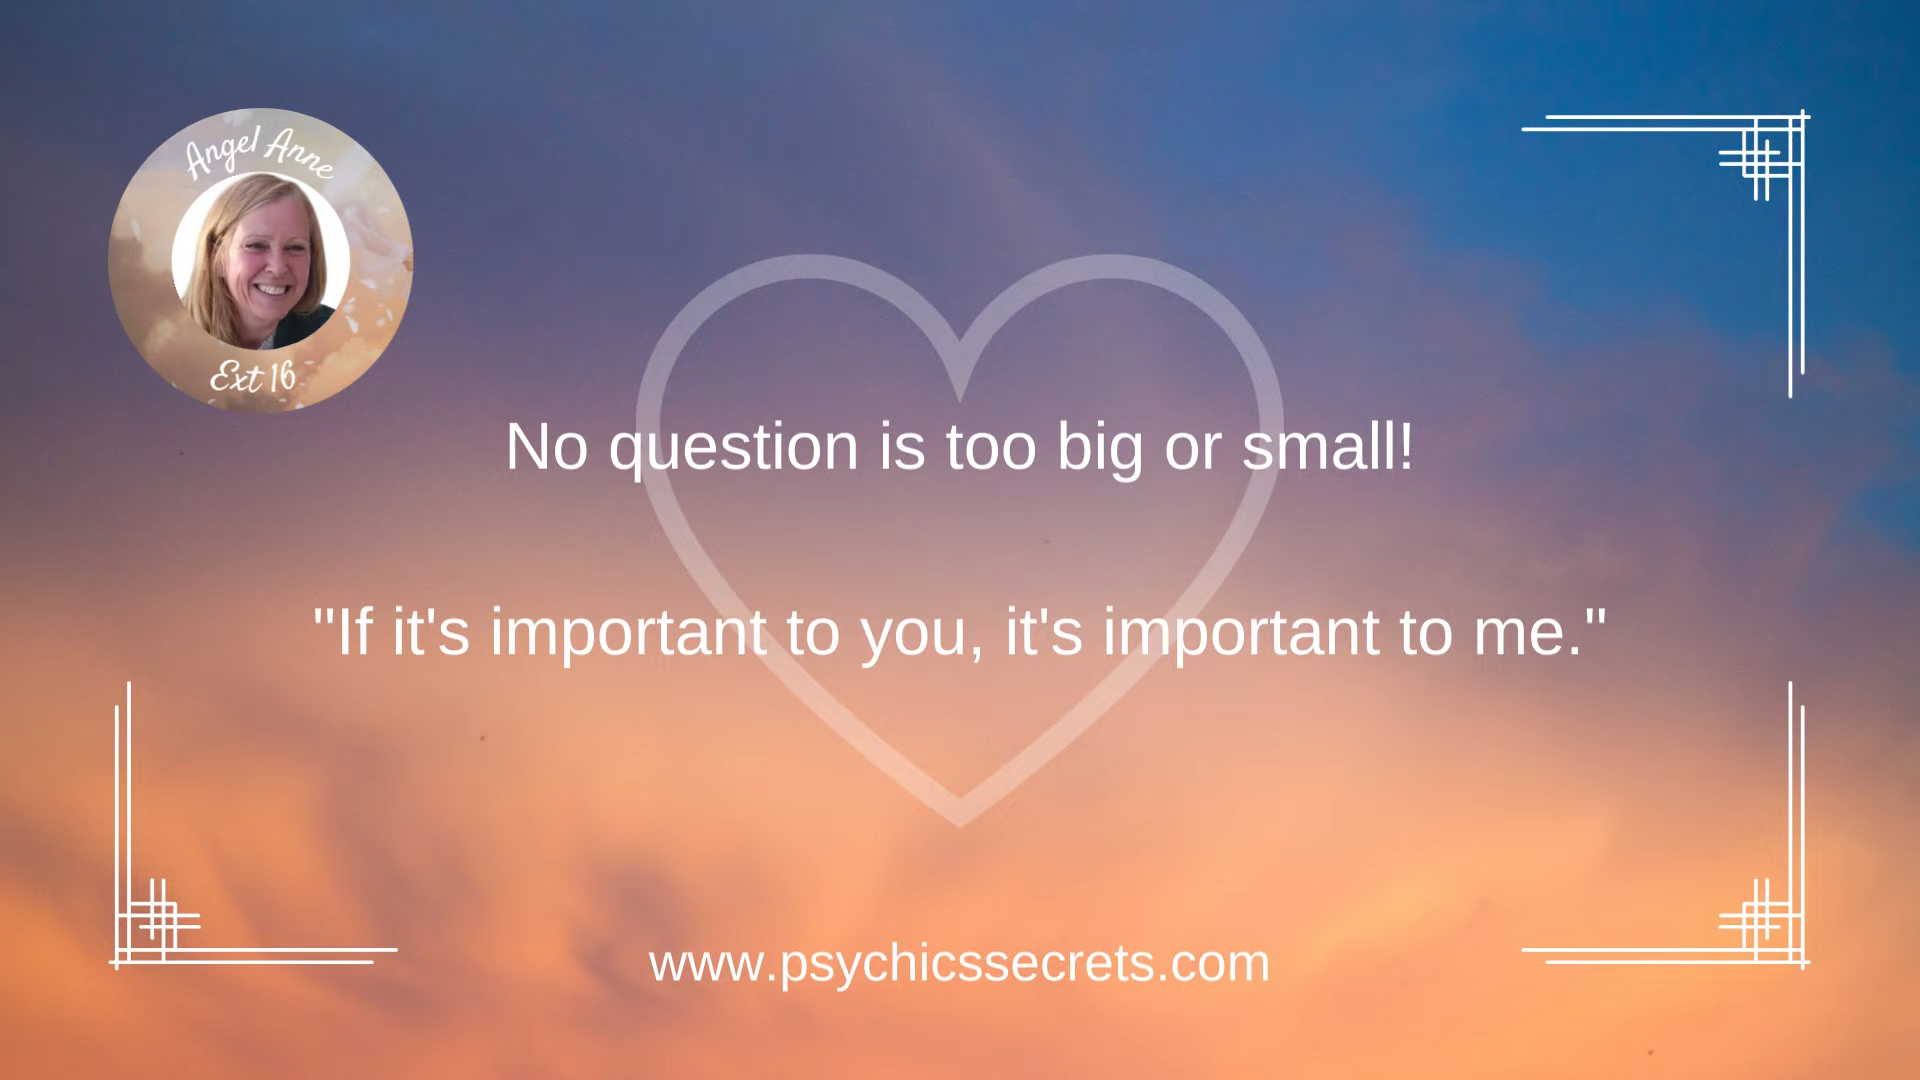 Angel Anne
Ext 16
No question is too big or small!
"If it's important to you, it's important to me."
www.psychicssecrets.com